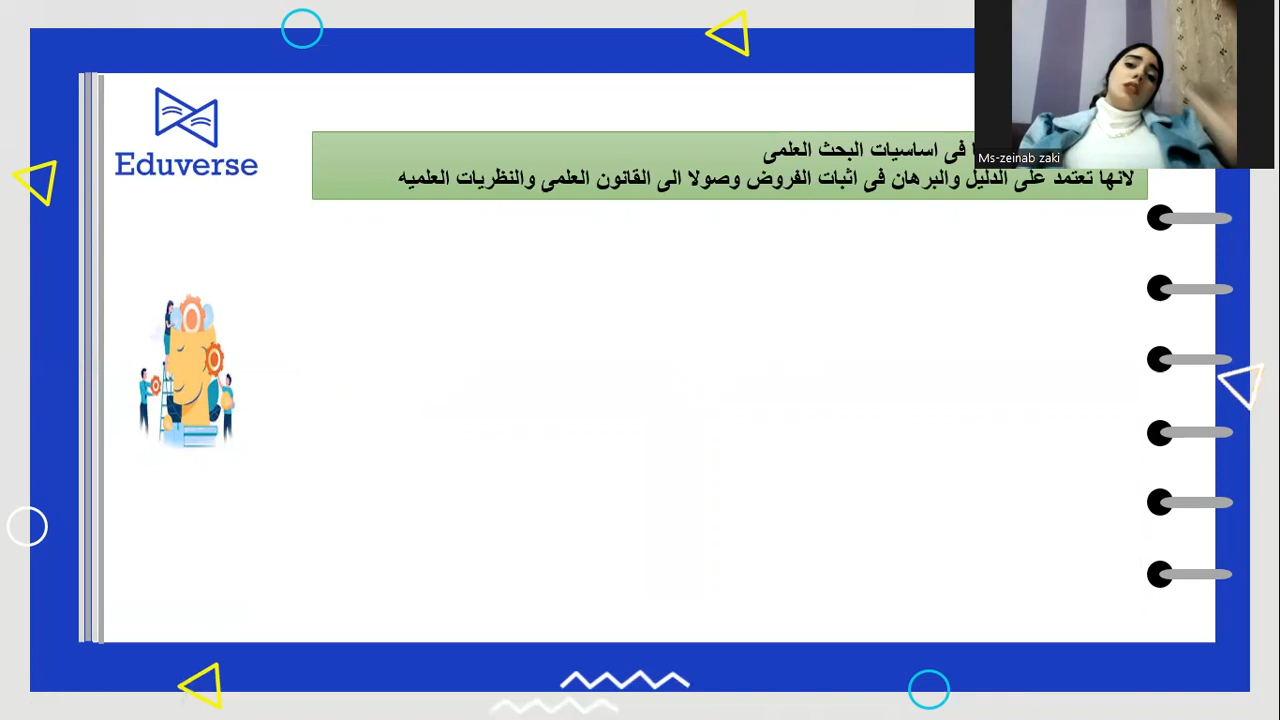 Eduverse
Ms-zeinab zaki
فى اساسيات البحث العلمى
لانها تعتمد على الدليل والبرهان فى اثبات الفروض وصولا الى القانون العلمى والنظريات العلميه